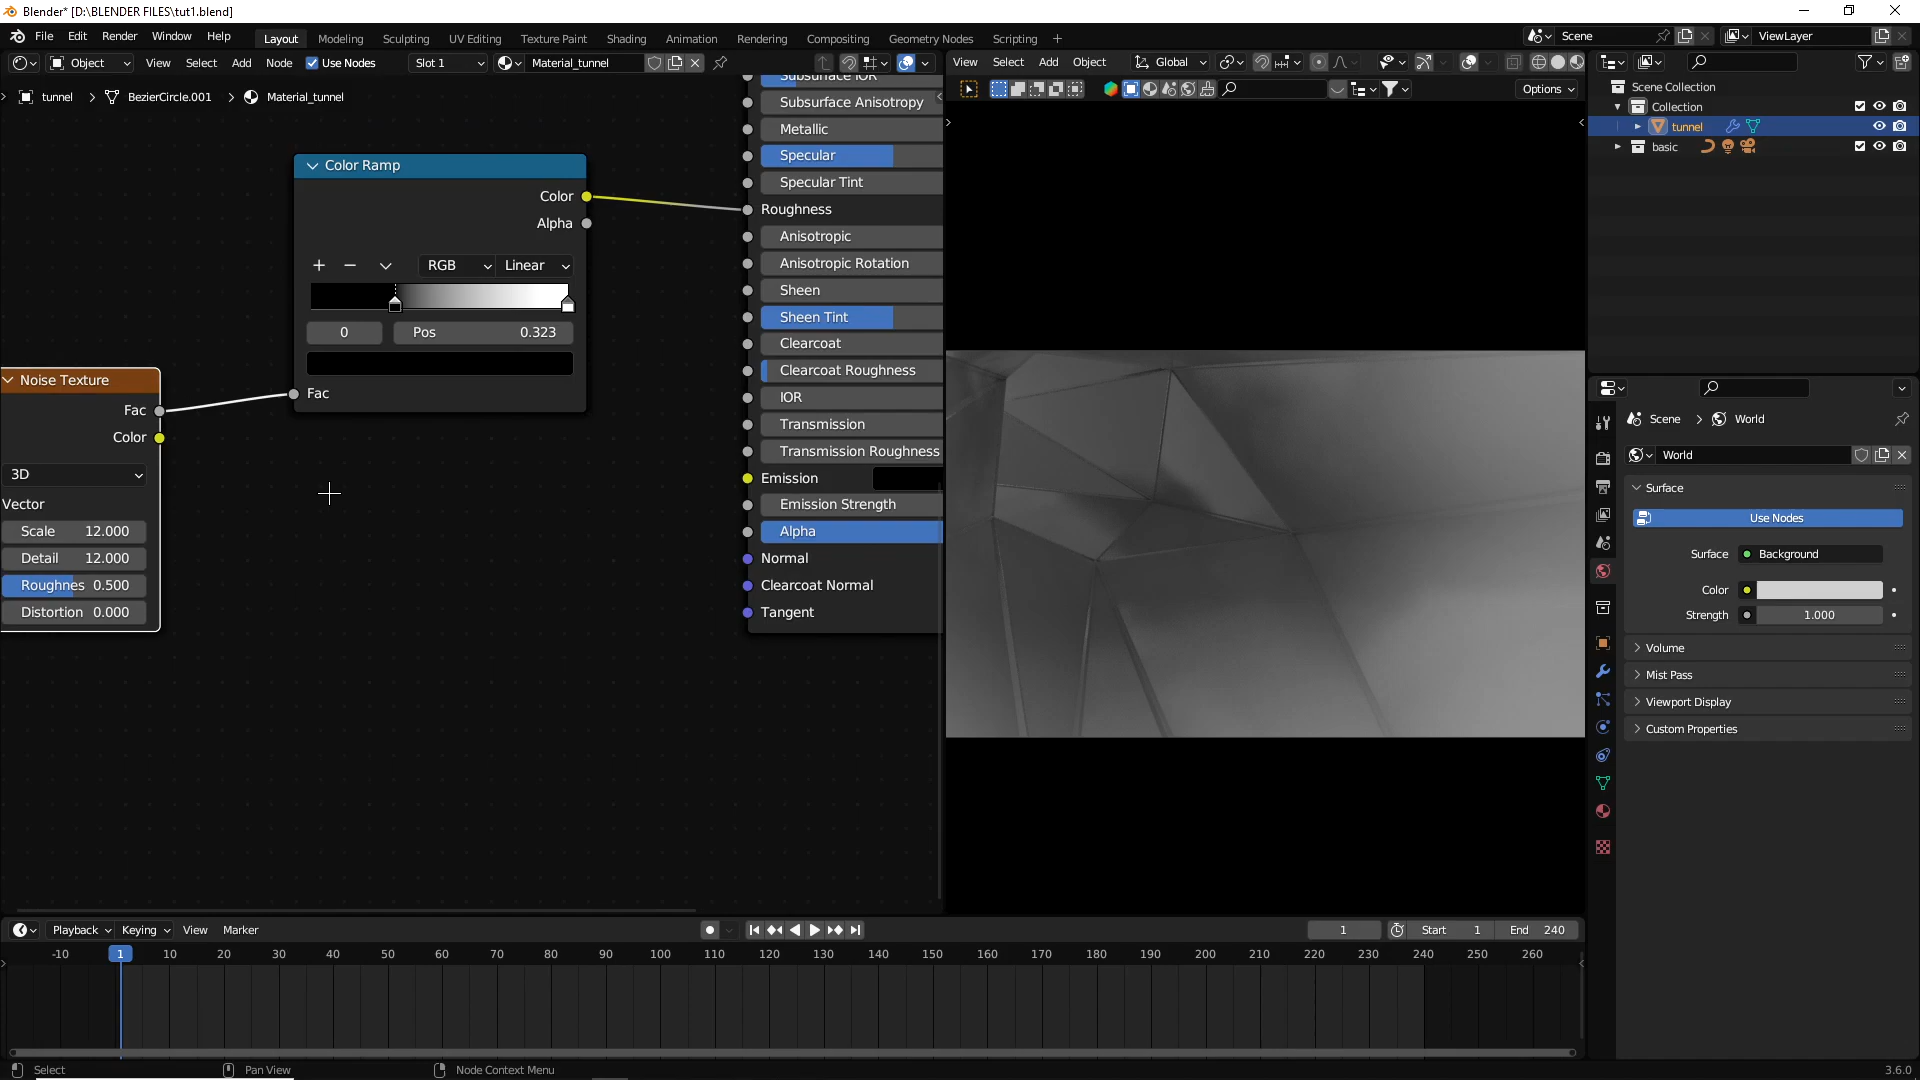 Blender* [D:\BLENDER FILES\tut1.blend]
File Edit Render Window Help Layout Modeling Sculpting UV Editing Texture Paint Shading Animation Rendering Compositing Geometry Nodes Scripting + Scene ViewLayer
Object View Select Add Node Use Nodes Slot 1 Material_tunnel
View Select Add Object Global
Options
tunnel > BezierCircle.001 > Material_tunnel
Color Ramp
Color
Alpha
RGB Linear
0 Pos 0.323
Fac
Noise Texture
Fac
Color
3D
Vector
Scale 12.000
Detail 12.000
Roughnes 0.500
Distortion 0.000
Subsurface IOR
Subsurface Anisotropy
Metallic
Specular
Specular Tint
Roughness
Anisotropic
Anisotropic Rotation
Sheen
Sheen Tint
Clearcoat
Clearcoat Roughness
IOR
Transmission
Transmission Roughness
Emission
Emission Strength
Alpha
Normal
Clearcoat Normal
Tangent
Scene Collection
Collection
tunnel
basic
Scene > World
World
Surface
Use Nodes
Surface Background
Color
Strength 1.000
Volume
Mist Pass
Viewport Display
Custom Properties
Playback Keying View Marker 1 Start 1 End 240
-10 1 10 20 30 40 50 60 70 80 90 100 110 120 130 140 150 160 170 180 190 200 210 220 230 240 250 260
Select Pan View Node Context Menu 3.6.0